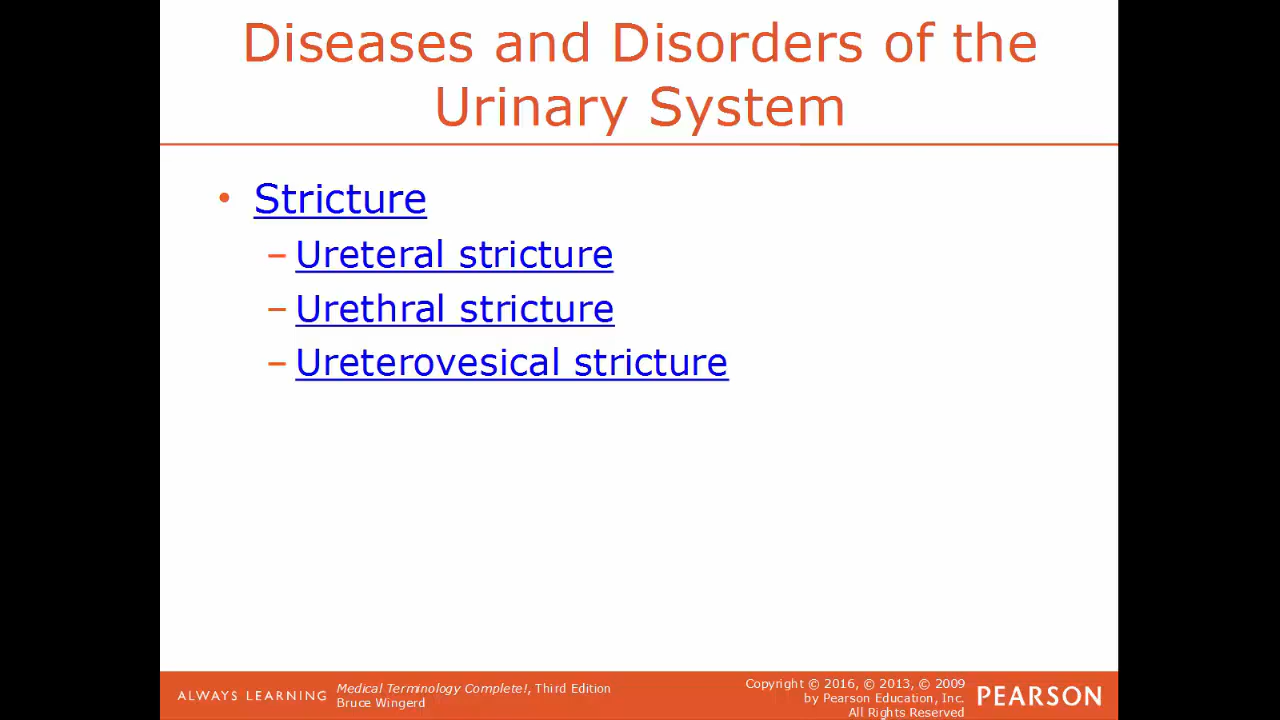 Diseases and Disorders of the
Urinary System
• Stricture
– Ureteral stricture
– Urethral stricture
– Ureterovesical stricture
ALWAYS LEARNING
Medical Terminology Complete!, Third Edition
Bruce Wingerd
Copyright © 2016, © 2013, © 2009
by Pearson Education, Inc.
All Rights Reserved
PEARSON